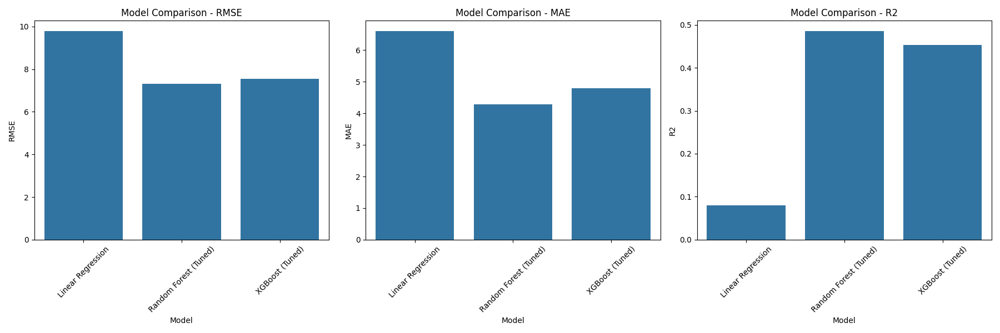 Model Comparison - RMSE
10
8
6
4
2
0
RMSE
Linear Regression
Random Forest (Tuned)
XGBoost (Tuned)
Model
Model Comparison - MAE
6
5
4
3
2
1
0
MAE
Linear Regression
Random Forest (Tuned)
XGBoost (Tuned)
Model
Model Comparison - R2
0.5
0.4
0.3
0.2
0.1
0.0
R2
Linear Regression
Random Forest (Tuned)
XGBoost (Tuned)
Model